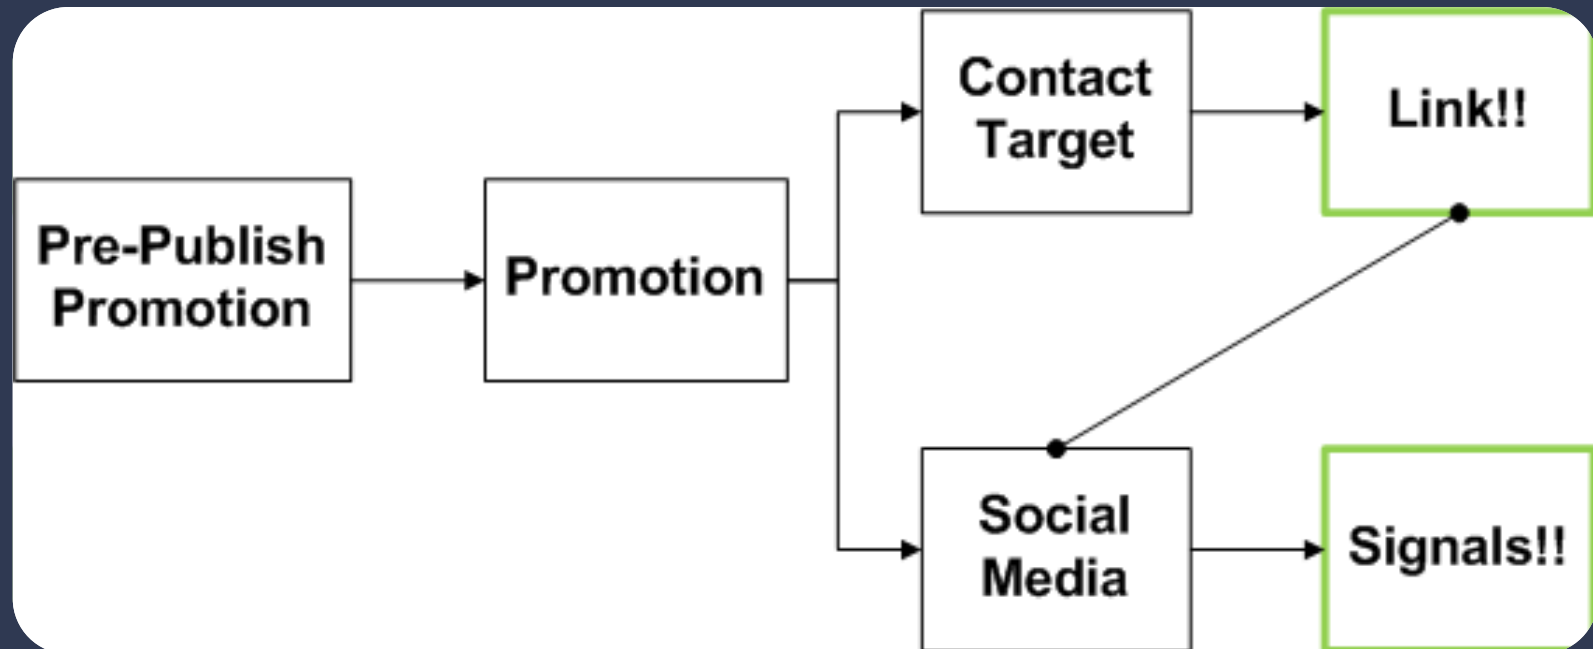 Pre-Publish
Promotion
Promotion
Contact
Target
Link!!
Social
Media
Signals!!